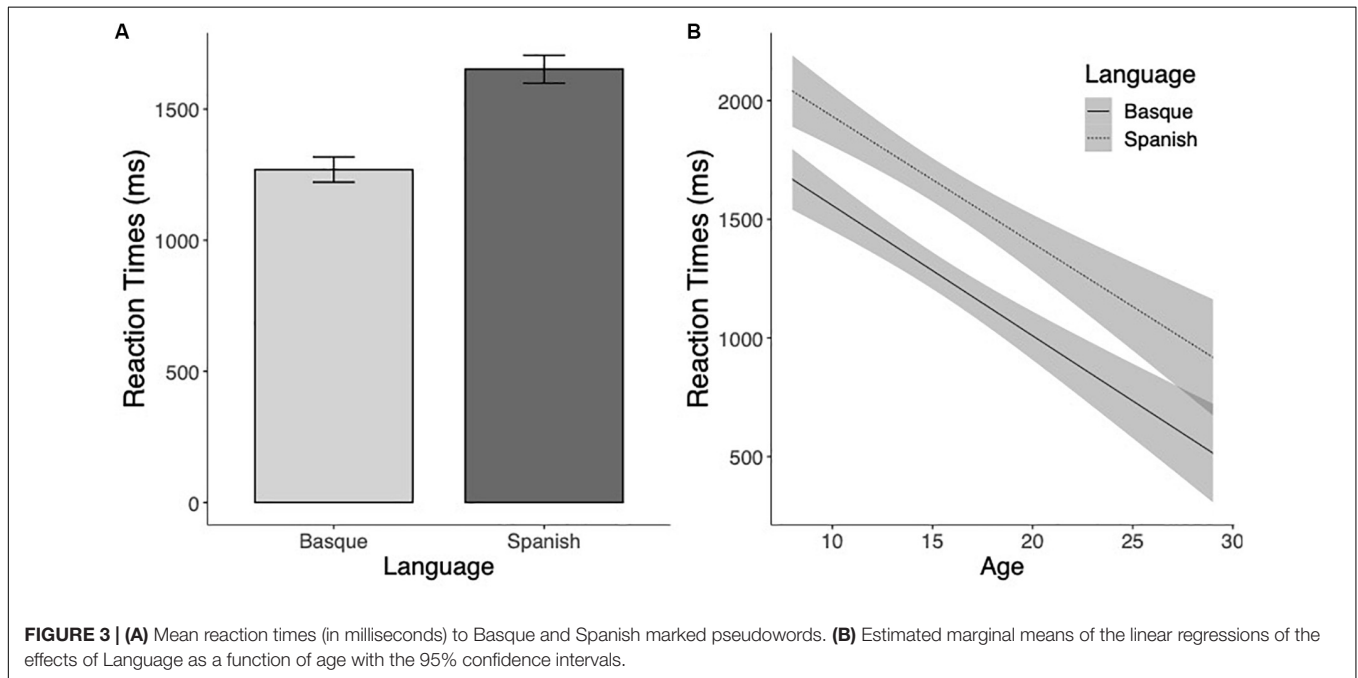 A
Reaction Times (ms)
1500
1000
500
0
Basque
Spanish
Language
B
Reaction Times (ms)
2000
1500
1000
500
10
15
20
25
30
Age
Language
Basque
Spanish
FIGURE 3 | (A) Mean reaction times (in milliseconds) to Basque and Spanish marked pseudowords. (B) Estimated marginal means of the linear regressions of the
effects of Language as a function of age with the 95% confidence intervals.